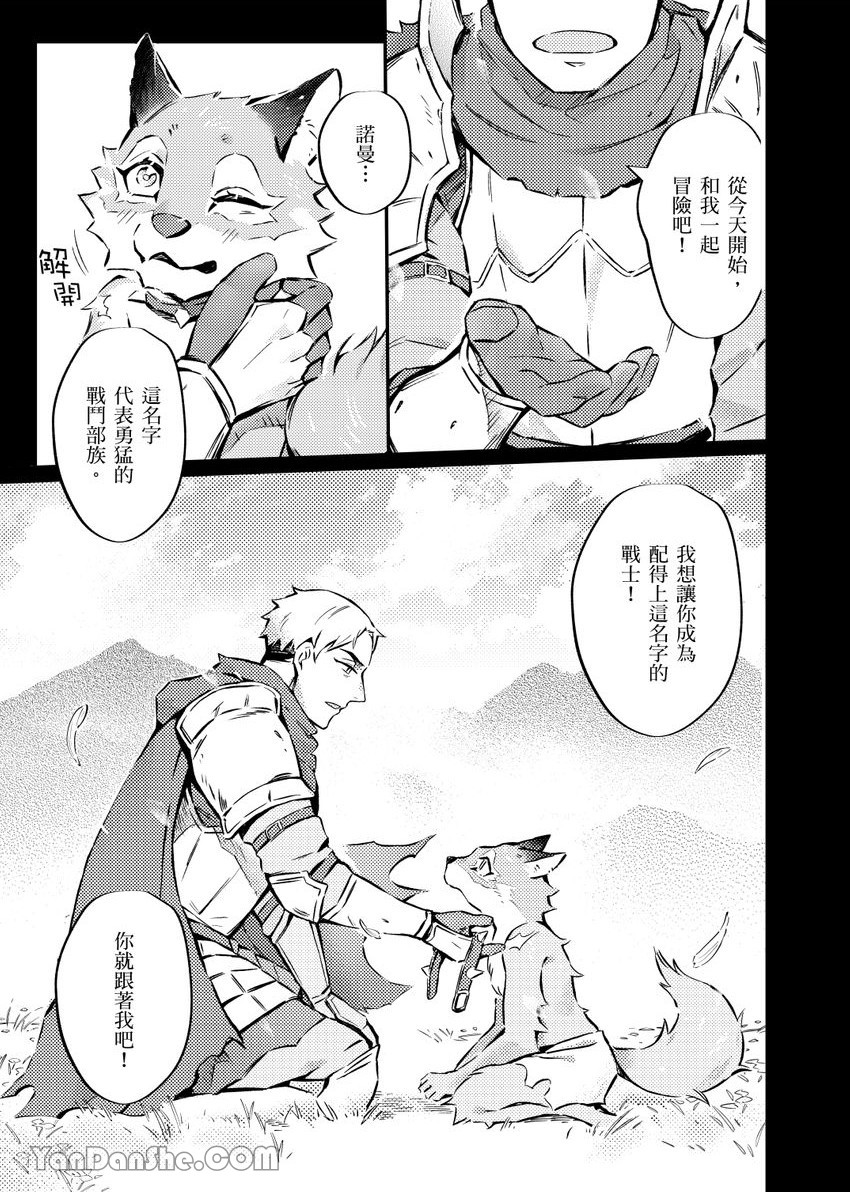 從今天開始，
和我一起
冒險吧！
諾曼…
解開
這名字
代表勇猛的
戰鬥部族。
我想讓你成為
配得上這名字的
戰士！
你就跟著我吧！
YanDanShe.com